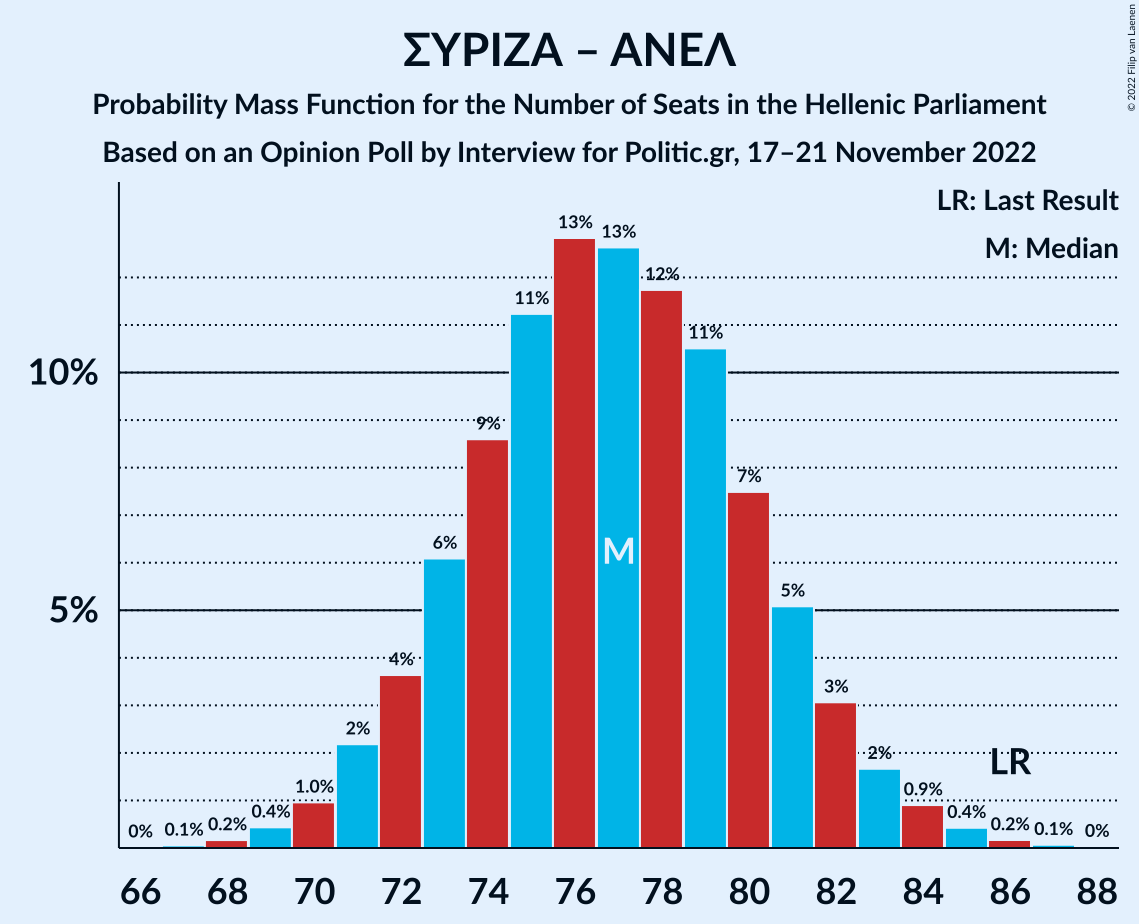 ΣΥΡΙΖΑ – ΑΝΕΛ
Probability Mass Function for the Number of Seats in the Hellenic Parliament
Based on an Opinion Poll by Interview for Politic.gr, 17–21 November 2022
© 2022 Filip van Laenen
LR: Last Result
M: Median
10%
5%
0%
0.1%
0.2%
0.4%
1.0%
2%
4%
6%
9%
11%
13%
13%
12%
11%
7%
5%
3%
2%
0.9%
0.4%
0.2%
0.1%
0%
M
LR
66 68 70 72 74 76 78 80 82 84 86 88